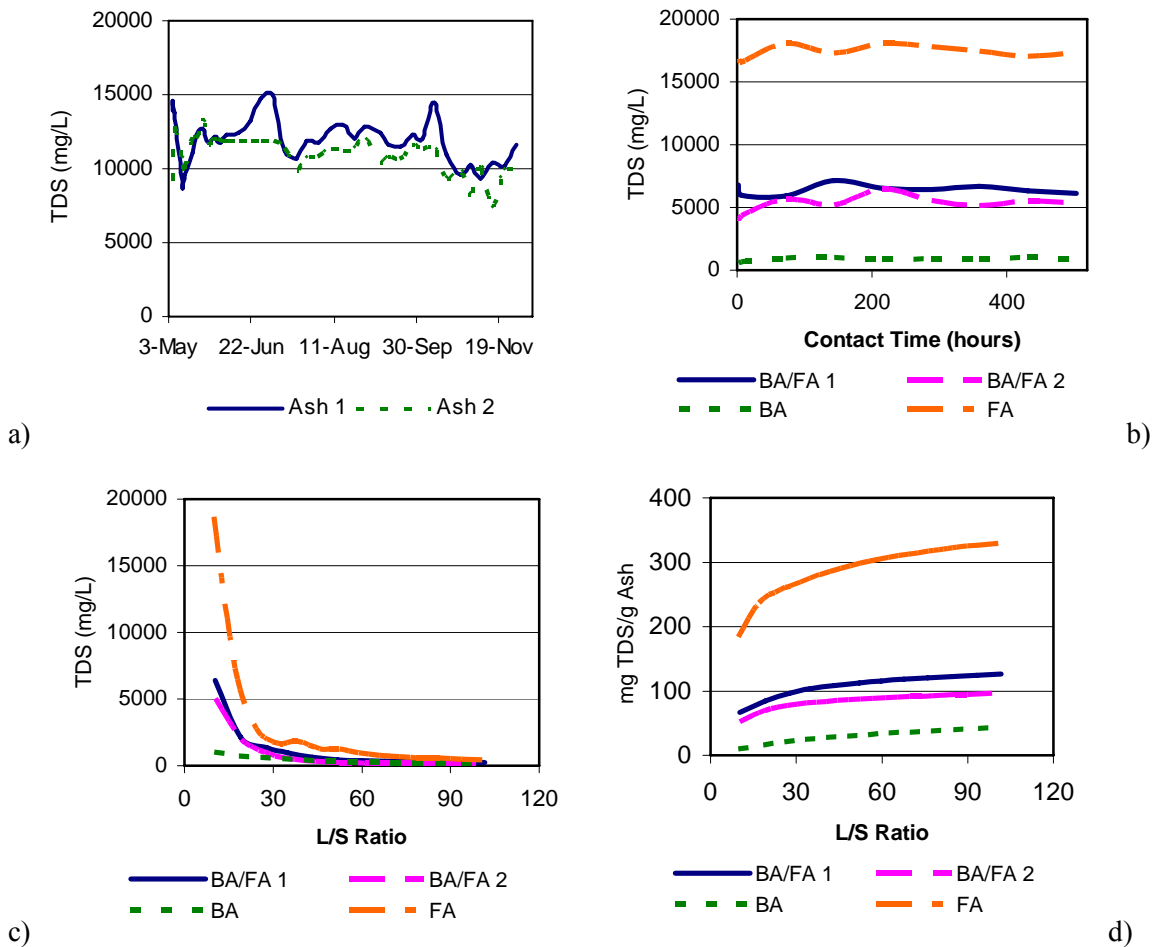 20000
15000
10000
5000
0
TDS (mg/L)
3-May 22-Jun 11-Aug 30-Sep 19-Nov
Ash 1 Ash 2
a)
20000
15000
10000
5000
0
TDS (mg/L)
0 200 400
Contact Time (hours)
BA/FA 1 BA/FA 2
BA FA
b)
20000
15000
10000
5000
0
TDS (mg/L)
0 30 60 90 120
L/S Ratio
BA/FA 1 BA/FA 2
BA FA
c)
400
300
200
100
0
mg TDS/g Ash
0 30 60 90 120
L/S Ratio
BA/FA 1 BA/FA 2
BA FA
d)